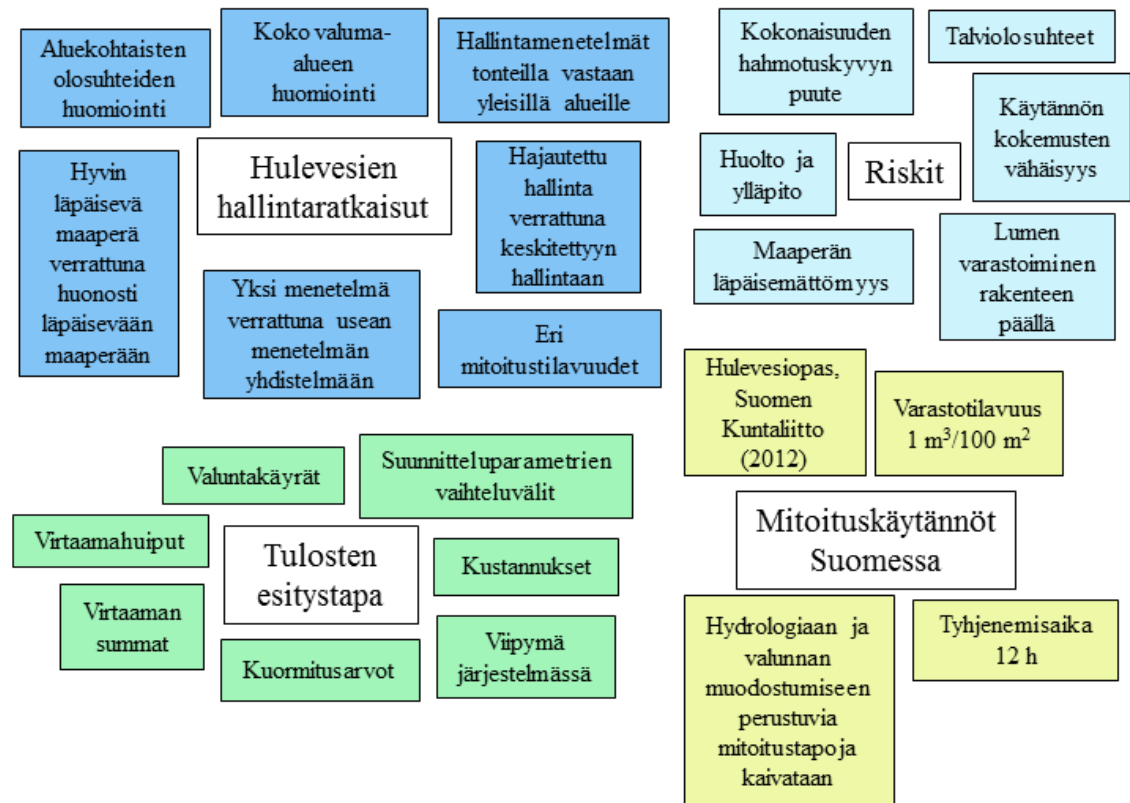 Aluekohtaisten
olosuhteiden
huomiointi
Koko valuma-
alueen
huomiointi
Hallintamenetelmät
tonteilla vastaan
yleisillä alueille
Hyvin
läpäisevä
maaperä
verrattuna
huonosti
läpäisevään
maaperään
Hulevesien
hallintaratkaisut
Hajautettu
hallinta
verrattuna
keskitettyyn
hallintaan
Yksi menetelmä
verrattuna usean
menetelmän
yhdistelmään
Eri
mitoitustilavuudet
Kokonaisuuden
hahmotuskyvyn
puute
Talviolosuhteet
Huolto ja
ylläpito
Riskit
Käytännön
kokemusten
vähäisyys
Maaperän
läpäisemättömyys
Lumen
varastoiminen
rakenteen
päällä
Valuntakäyrät
Suunnitteluparametrien
vaihteluvälit
Virtaamahuiput
Tulosten
esitystapa
Kustannukset
Virtaaman
summat
Kuormitusarvot
Viipymä
järjestelmässä
Hulevesiopas,
Suomen
Kuntaliitto
(2012)
Varastotilavuus
1 m³/100 m²
Mitoituskäytännöt
Suomessa
Hydrologiaan ja
valunnan
muodostumiseen
perustuvia
mitoitustapoja
kaivataan
Tyhjenemisaika
12 h